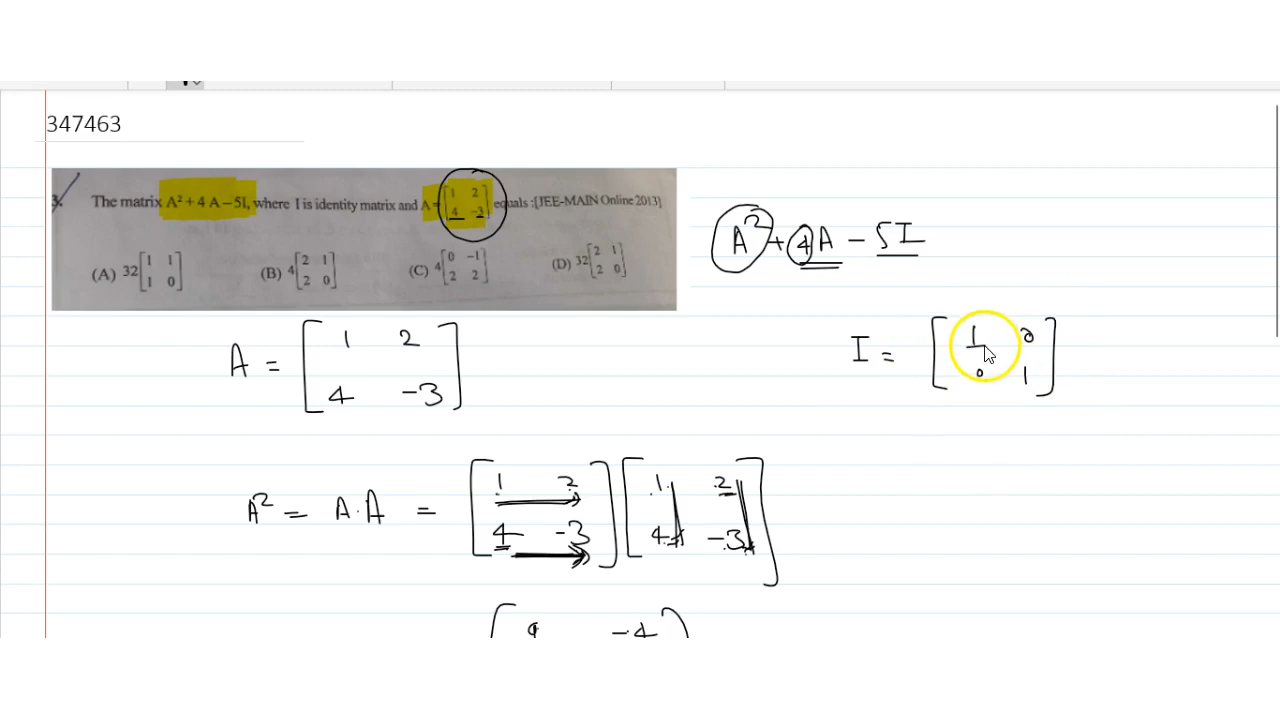 347463
3. The matrix A² + 4 A – 5I, where I is identity matrix and A = [1 2; 4 -3] equals :[JEE-MAIN Online 2013]
(A) 32 [1 1; 1 0] (B) 4 [2 1; 2 0] (C) 4 [0 -1; 2 2] (D) 32 [2 1; 2 0]
A² + 4A - 5I
A = [1 2; 4 -3]
I = [1 0; 0 1]
A² = A·A = [1 2; 4 -3] [1 2; 4 -3]
[9 -4